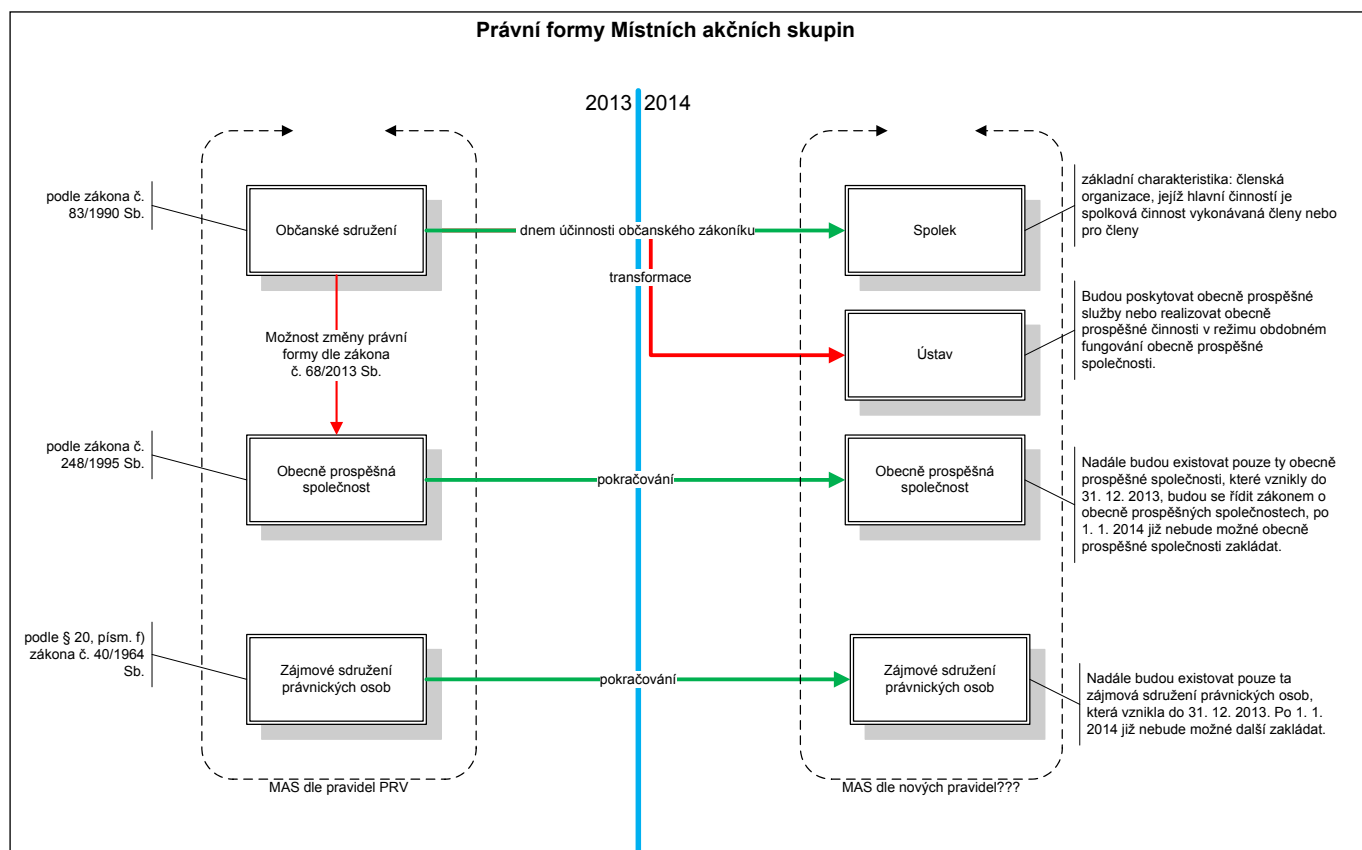 Právní formy Místních akčních skupin
2013
2014
podle zákona č.
83/1990 Sb.
Občanské sdružení
dnem účinnosti občanského zákoníku
Spolek
základní charakteristika: členská
organizace, jejíž hlavní činností je
spolková činnost vykonávaná členy nebo
pro členy
transformace
Možnost změny právní
formy dle zákona
č. 68/2013 Sb.
Ústav
Budou poskytovat obecně prospěšné
služby nebo realizovat obecně
prospěšné činnosti v režimu obdobném
fungování obecně prospěšné
společnosti.
podle zákona č.
248/1995 Sb.
Obecně prospěšná
společnost
pokračování
Obecně prospěšná
společnost
Nadále budou existovat pouze ty obecně
prospěšné společnosti, které vznikly do
31. 12. 2013, budou se řídit zákonem o
obecně prospěšných společnostech, po
1. 1. 2014 již nebude možné obecně
prospěšné společnosti zakládat.
podle § 20, písm. f)
zákona č. 40/1964
Sb.
Zájmové sdružení
právnických osob
pokračování
Zájmové sdružení
právnických osob
Nadále budou existovat pouze ta
zájmová sdružení právnických osob,
která vznikla do 31. 12. 2013. Po 1. 1.
2014 již nebude možné další zakládat.
MAS dle pravidel PRV
MAS dle nových pravidel???